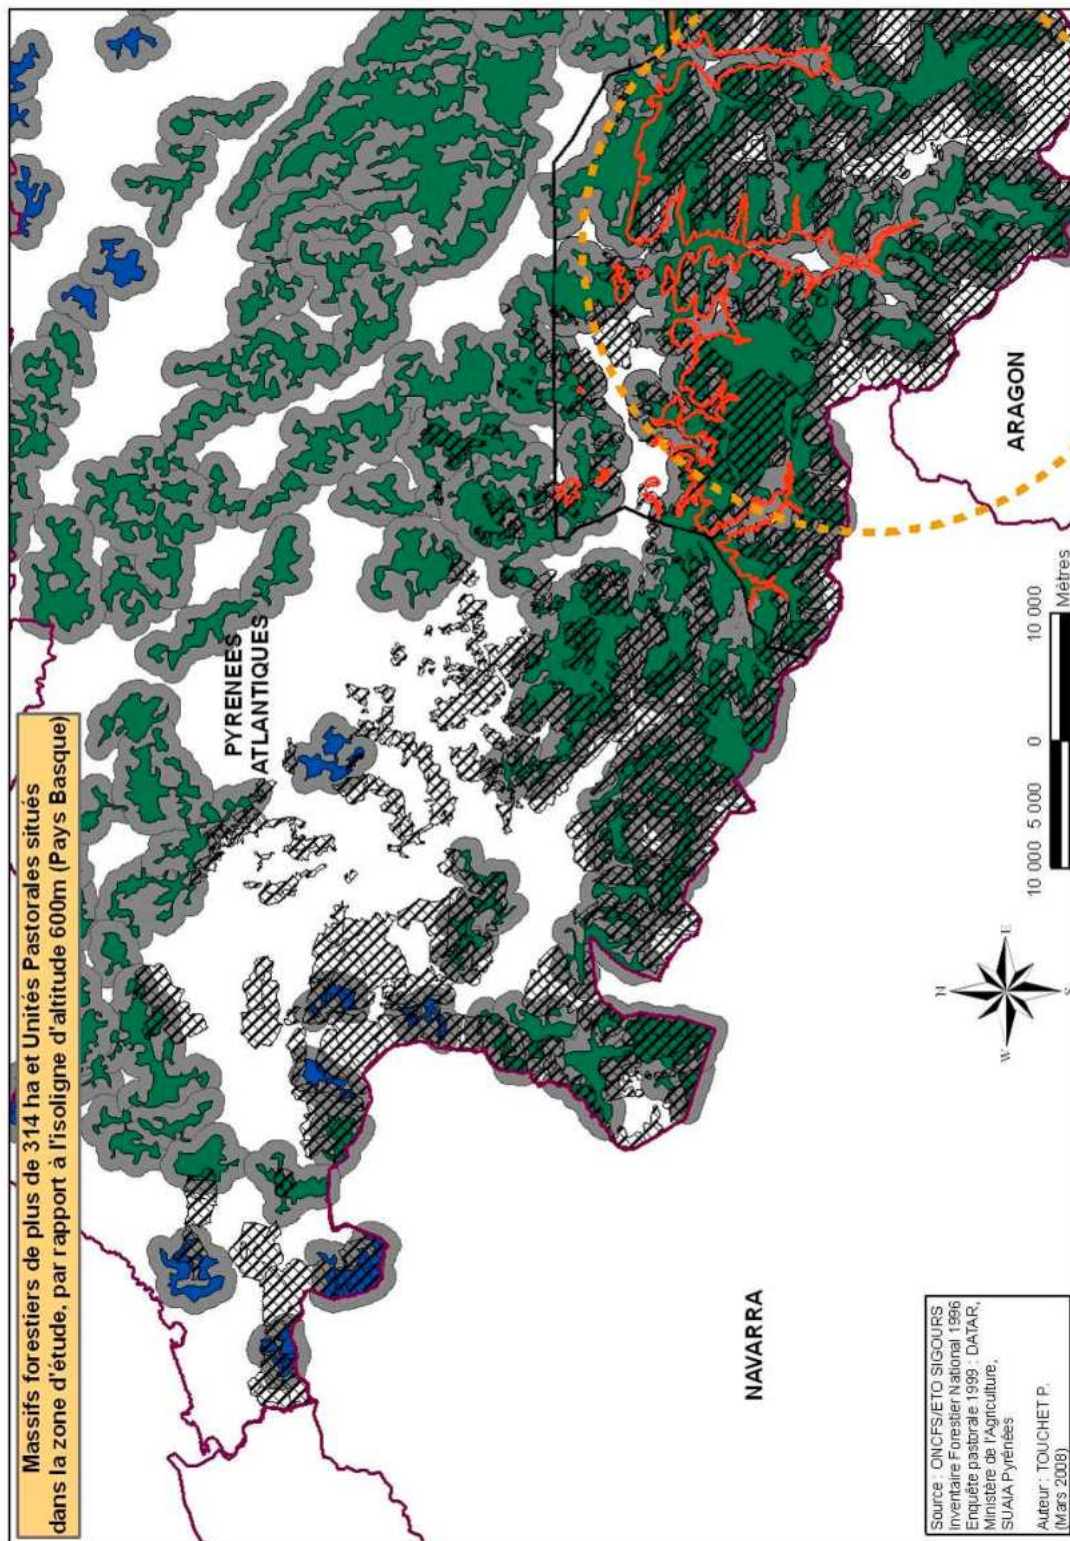 Massifs forestiers de plus de 314 ha et Unités Pastorales situés
dans la zone d'étude, par rapport à l'isoligne d'altitude 600m (Pays Basque)
PYRENEES
ATLANTIQUES
NAVARRA
ARAGON
N
W
E
S
10 000 5 000 0 10 000
Mètres
Source : ONCFS/ETO SIGOURS
Inventaire Forestier National 1996
Enquête pastorale 1999 : DATAR,
Ministère de l'Agriculture,
SUAIA Pyrénées
Auteur : TOUCHET P.
(Mars 2008)